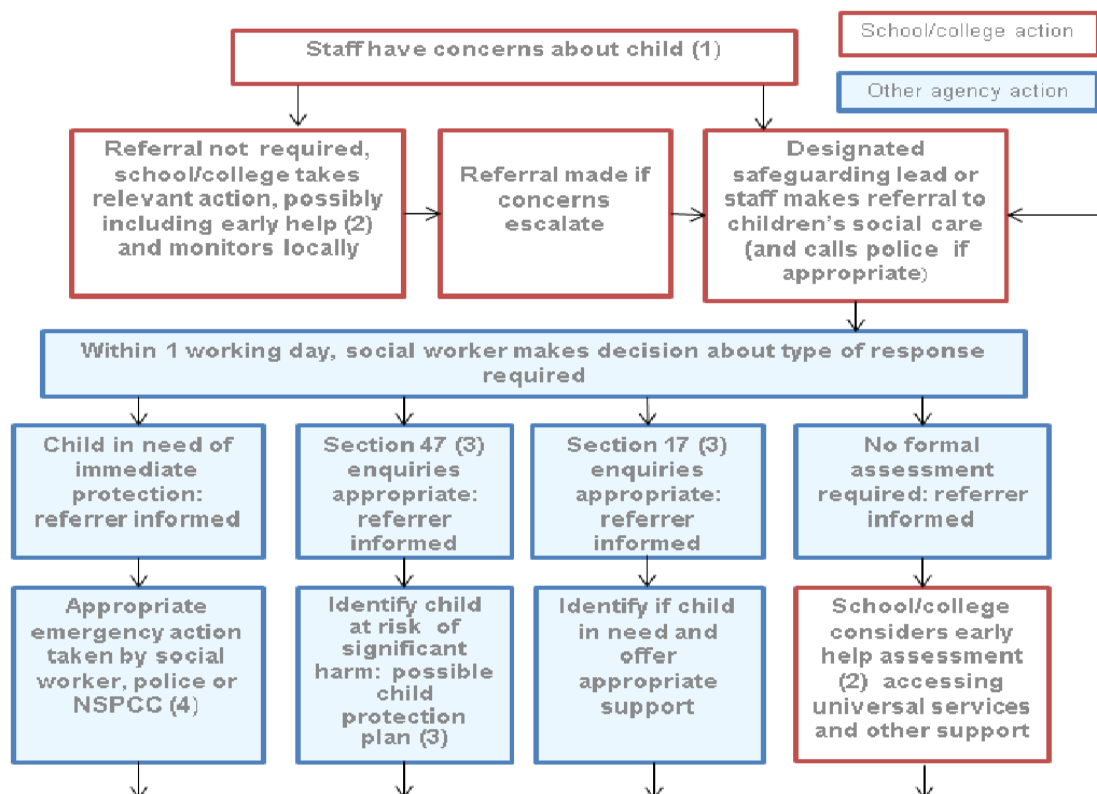 School/college action
Other agency action
Staff have concerns about child (1)
Referral not required,
school/college takes
relevant action, possibly
including early help (2)
and monitors locally
Referral made if
concerns
escalate
Designated
safeguarding lead or
staff makes referral to
children's social care
(and calls police if
appropriate)
Within 1 working day, social worker makes decision about type of response
required
Child in need of
immediate
protection:
referrer informed
Section 47 (3)
enquiries
appropriate:
referrer
informed
Section 17 (3)
enquiries
appropriate:
referrer
informed
No formal
assessment
required: referrer
informed
Appropriate
emergency action
taken by social
worker, police or
NSPCC (4)
Identify child
at risk of
significant
harm: possible
child
protection
plan (3)
Identify if child
in need and
offer
appropriate
support
School/college
considers early
help assessment
(2) accessing
universal services
and other support